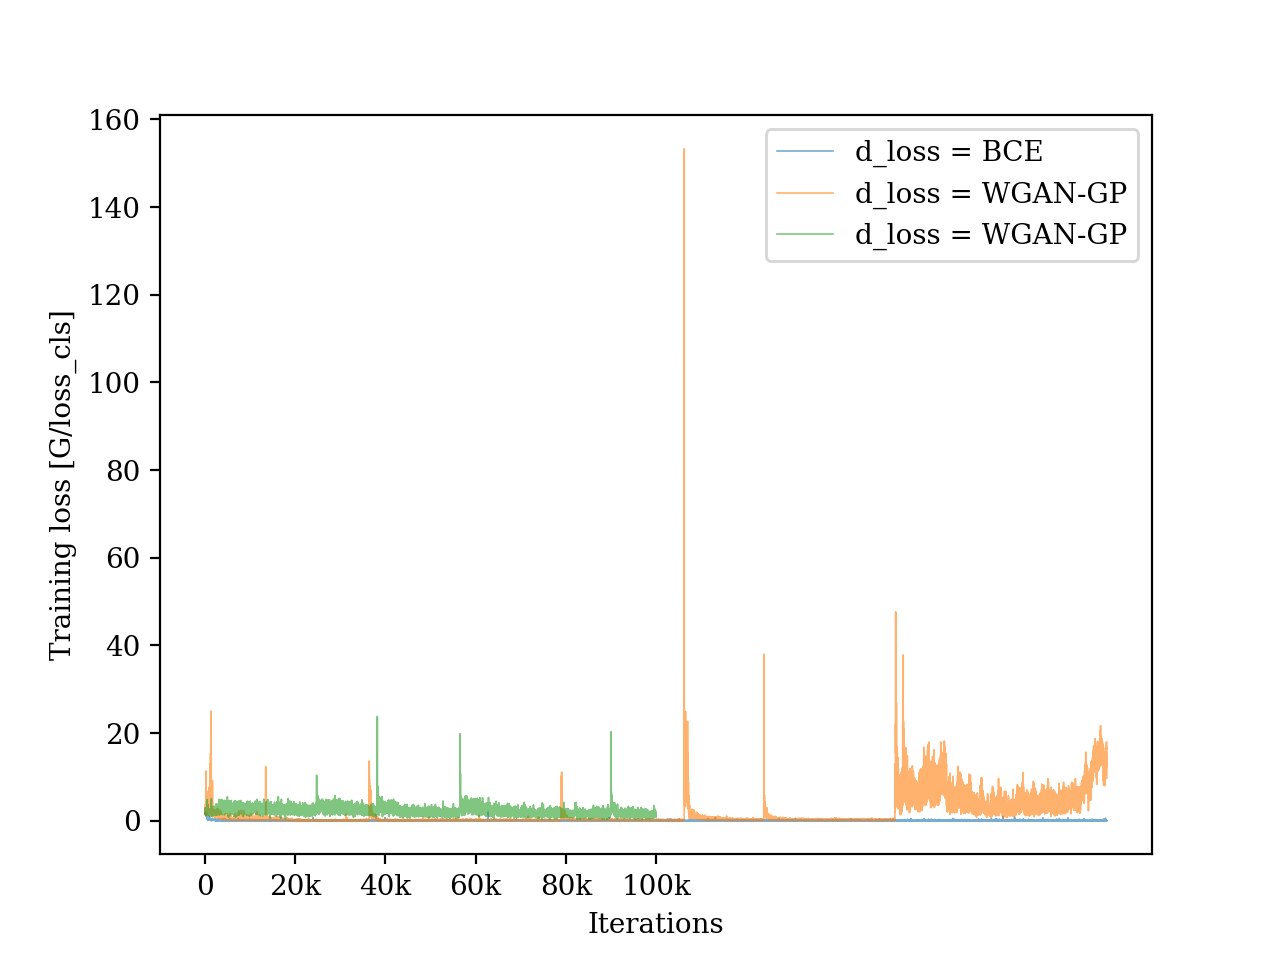 160
140
120
100
80
60
40
20
0
Training loss [G/loss_cls]
d_loss = BCE
d_loss = WGAN-GP
d_loss = WGAN-GP
0 20k 40k 60k 80k 100k
Iterations